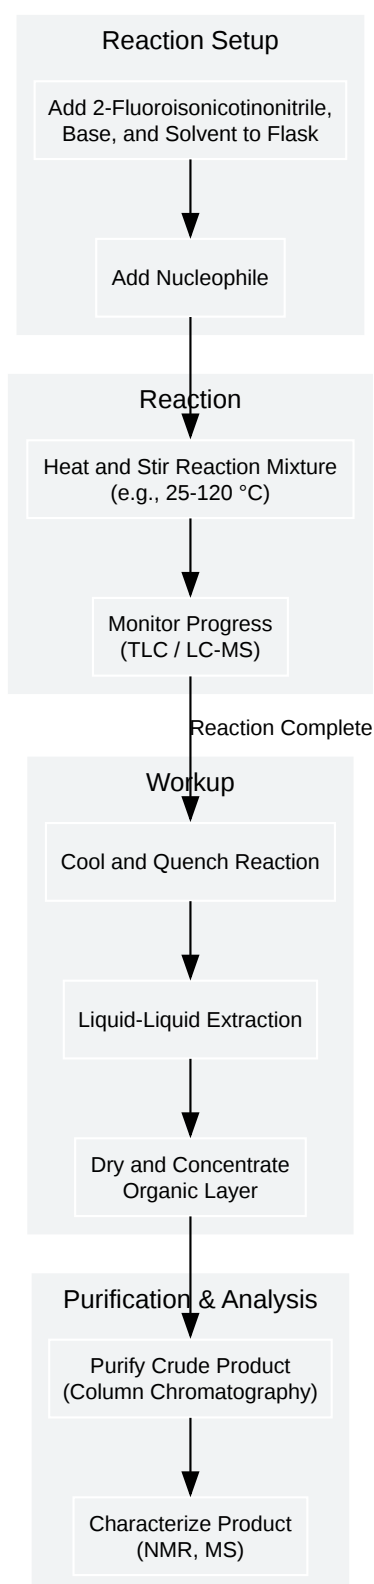 Reaction Setup
Add 2-Fluoroisonicotinonitrile,
Base, and Solvent to Flask
Add Nucleophile
Reaction
Heat and Stir Reaction Mixture
(e.g., 25-120 °C)
Monitor Progress
(TLC / LC-MS)
Reaction Complete
Workup
Cool and Quench Reaction
Liquid-Liquid Extraction
Dry and Concentrate
Organic Layer
Purification & Analysis
Purify Crude Product
(Column Chromatography)
Characterize Product
(NMR, MS)